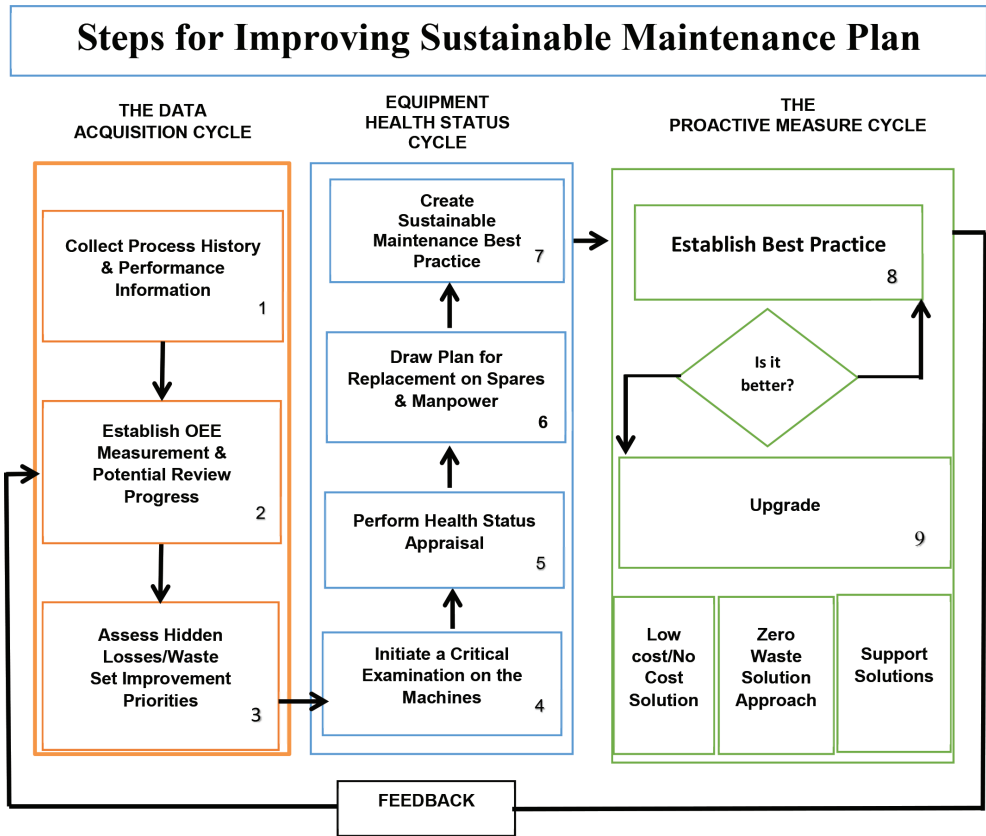 Steps for Improving Sustainable Maintenance Plan
THE DATA
ACQUISITION CYCLE
Collect Process History
& Performance
Information
1
Establish OEE
Measurement &
Potential Review
Progress
2
Assess Hidden
Losses/Waste
Set Improvement
Priorities
3
EQUIPMENT
HEALTH STATUS
CYCLE
Create
Sustainable
Maintenance Best
Practice
7
Draw Plan for
Replacement on Spares
& Manpower
6
Perform Health Status
Appraisal
5
Initiate a Critical
Examination on the
Machines
4
THE
PROACTIVE MEASURE CYCLE
Establish Best Practice
8
Is it
better?
Upgrade
9
Low
cost/No
Cost
Solution
Zero
Waste
Solution
Approach
Support
Solutions
FEEDBACK